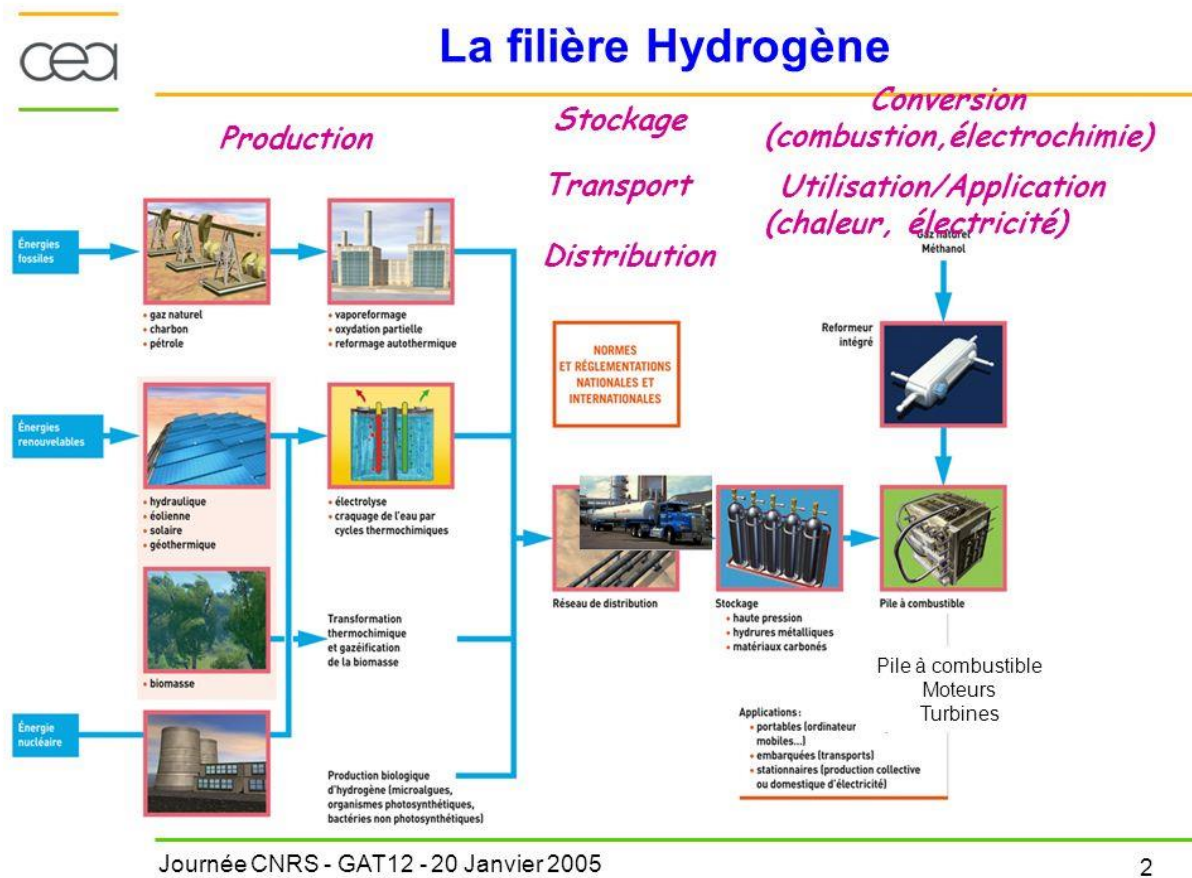 cea
La filière Hydrogène
Production
Stockage
Transport
Distribution
Conversion
(combustion,électrochimie)
Utilisation/Application
(chaleur, électricité)
Énergies
fossiles
• gaz naturel
• charbon
• pétrole
• vaporeformage
• oxydation partielle
• reformage autothermique
Énergies
renouvelables
• hydraulique
• éolienne
• solaire
• géothermique
• électrolyse
• craquage de l'eau par
cycles thermochimiques
• biomasse
Transformation
thermochimique
et gazéification
de la biomasse
Énergie
nucléaire
Production biologique
d'hydrogène (microalgues,
organismes photosynthétiques,
bactéries non photosynthétiques)
NORMES
ET RÉGLEMENTATIONS
NATIONALES ET
INTERNATIONALES
Réseau de distribution
Stockage
• haute pression
• hydrures métalliques
• matériaux carbonés
Gaz naturel
Méthanol
Reformeur
intégré
Pile à combustible
Pile à combustible
Moteurs
Turbines
Applications :
• portables (ordinateur
mobiles...)
• embarquées (transports)
• stationnaires (production collective
ou domestique d'électricité)
Journée CNRS - GAT12 - 20 Janvier 2005
2